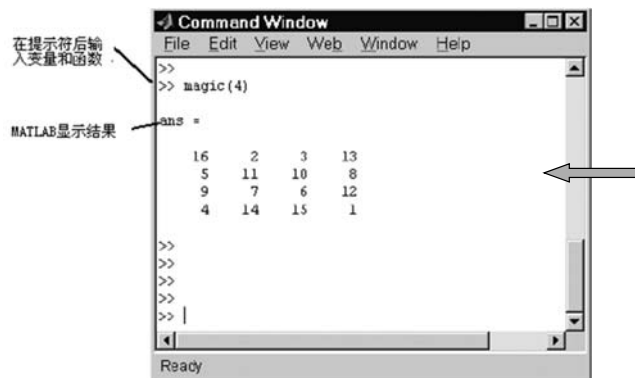 在提示符后输
入变量和函数
MATLAB显示结果
Command Window
File Edit View Web Window Help
>>
>> magic(4)
ans =
16 2 3 13
5 11 10 8
9 7 6 12
4 14 15 1
>>
>>
>>
>>
>>
Ready